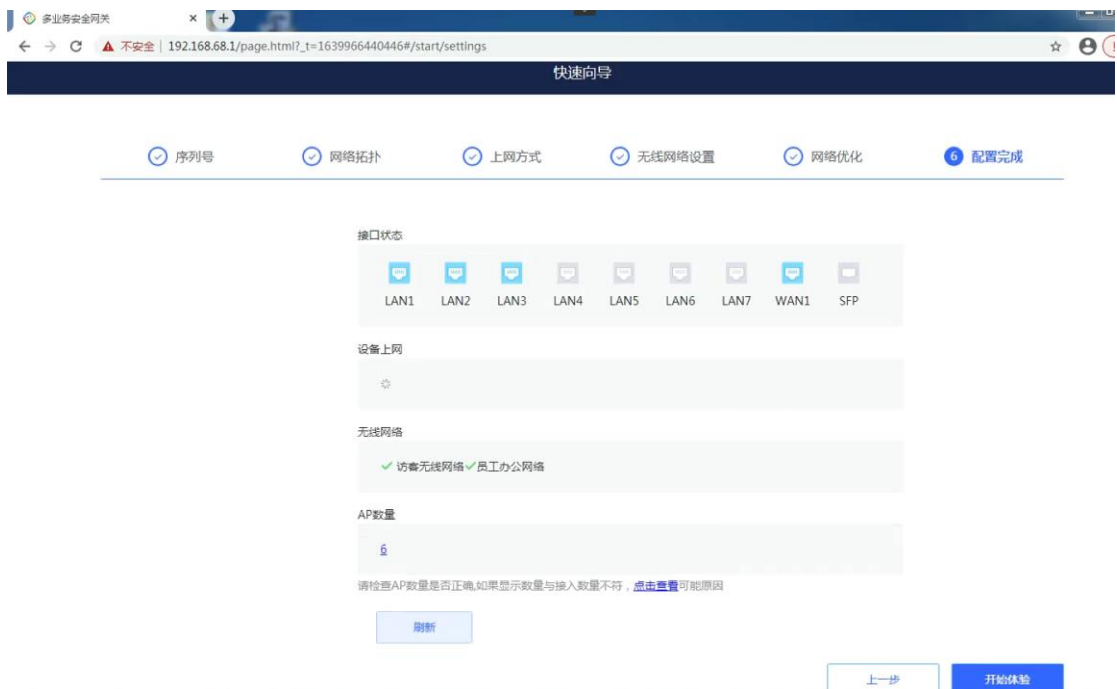 多业务安全网关
不安全 192.168.68.1/page.html?_t=1639966440446#/start/settings
快速向导
序列号 网络拓扑 上网方式 无线网络设置 网络优化 6 配置完成
接口状态
LAN1 LAN2 LAN3 LAN4 LAN5 LAN6 LAN7 WAN1 SFP
设备上网
无线网络
访客无线网络 员工办公网络
AP数量
6
请检查AP数量是否正确,如果显示数量与接入数量不符，点击查看可能原因
刷新
上一步 开始体验